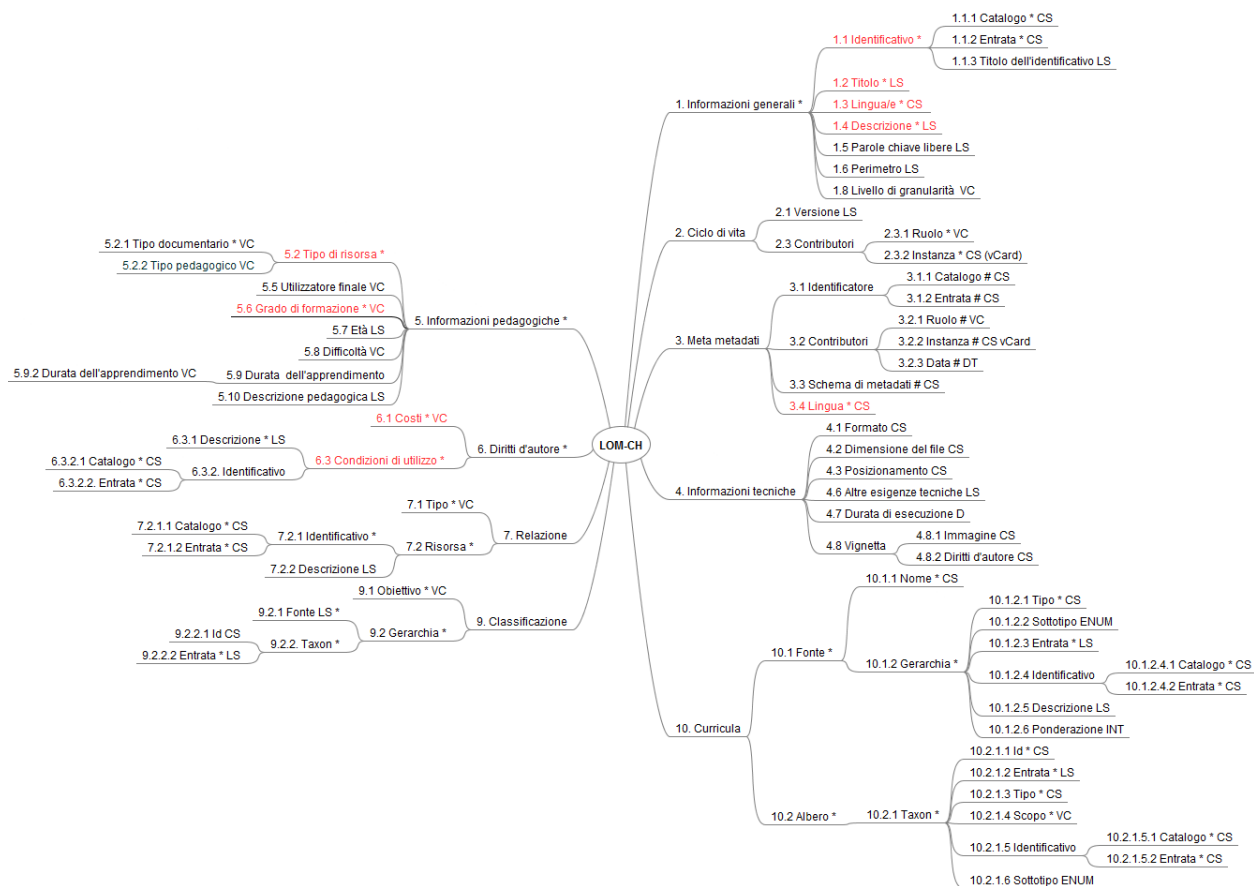 LOM-CH
1. Informazioni generali *
1.1 Identificativo *
1.1.1 Catalogo * CS
1.1.2 Entrata * CS
1.1.3 Titolo dell'identificativo LS
1.2 Titolo * LS
1.3 Lingua/e * CS
1.4 Descrizione * LS
1.5 Parole chiave libere LS
1.6 Perimetro LS
1.8 Livello di granularità VC
2. Ciclo di vita
2.1 Versione LS
2.3 Contributori
2.3.1 Ruolo * VC
2.3.2 Instanza * CS (vCard)
3. Meta metadati
3.1 Identificatore
3.1.1 Catalogo # CS
3.1.2 Entrata # CS
3.2 Contributori
3.2.1 Ruolo # VC
3.2.2 Instanza # CS vCard
3.2.3 Data # DT
3.3 Schema di metadati # CS
3.4 Lingua * CS
4. Informazioni tecniche
4.1 Formato CS
4.2 Dimensione del file CS
4.3 Posizionamento CS
4.6 Altre esigenze tecniche LS
4.7 Durata di esecuzione D
4.8 Vignetta
4.8.1 Immagine CS
4.8.2 Diritti d'autore CS
5. Informazioni pedagogiche *
5.2 Tipo di risorsa *
5.2.1 Tipo documentario * VC
5.2.2 Tipo pedagogico VC
5.5 Utilizzatore finale VC
5.6 Grado di formazione * VC
5.7 Età LS
5.8 Difficoltà VC
5.9 Durata dell'apprendimento
5.9.2 Durata dell'apprendimento VC
5.10 Descrizione pedagogica LS
6. Diritti d'autore *
6.1 Costi * VC
6.3 Condizioni di utilizzo *
6.3.1 Descrizione * LS
6.3.2. Identificativo
6.3.2.1 Catalogo * CS
6.3.2.2. Entrata * CS
7. Relazione
7.1 Tipo * VC
7.2 Risorsa *
7.2.1 Identificativo *
7.2.1.1 Catalogo * CS
7.2.1.2 Entrata * CS
7.2.2 Descrizione LS
9. Classificazione
9.1 Obiettivo * VC
9.2 Gerarchia *
9.2.1 Fonte LS *
9.2.2. Taxon *
9.2.2.1 Id CS
9.2.2.2 Entrata * LS
10. Curricula
10.1 Fonte *
10.1.1 Nome * CS
10.1.2 Gerarchia *
10.1.2.1 Tipo * CS
10.1.2.2 Sottotipo ENUM
10.1.2.3 Entrata * LS
10.1.2.4 Identificativo
10.1.2.4.1 Catalogo * CS
10.1.2.4.2 Entrata * CS
10.1.2.5 Descrizione LS
10.1.2.6 Ponderazione INT
10.2 Albero *
10.2.1 Taxon *
10.2.1.1 Id * CS
10.2.1.2 Entrata * LS
10.2.1.3 Tipo * CS
10.2.1.4 Scopo * VC
10.2.1.5 Identificativo
10.2.1.5.1 Catalogo * CS
10.2.1.5.2 Entrata * CS
10.2.1.6 Sottotipo ENUM